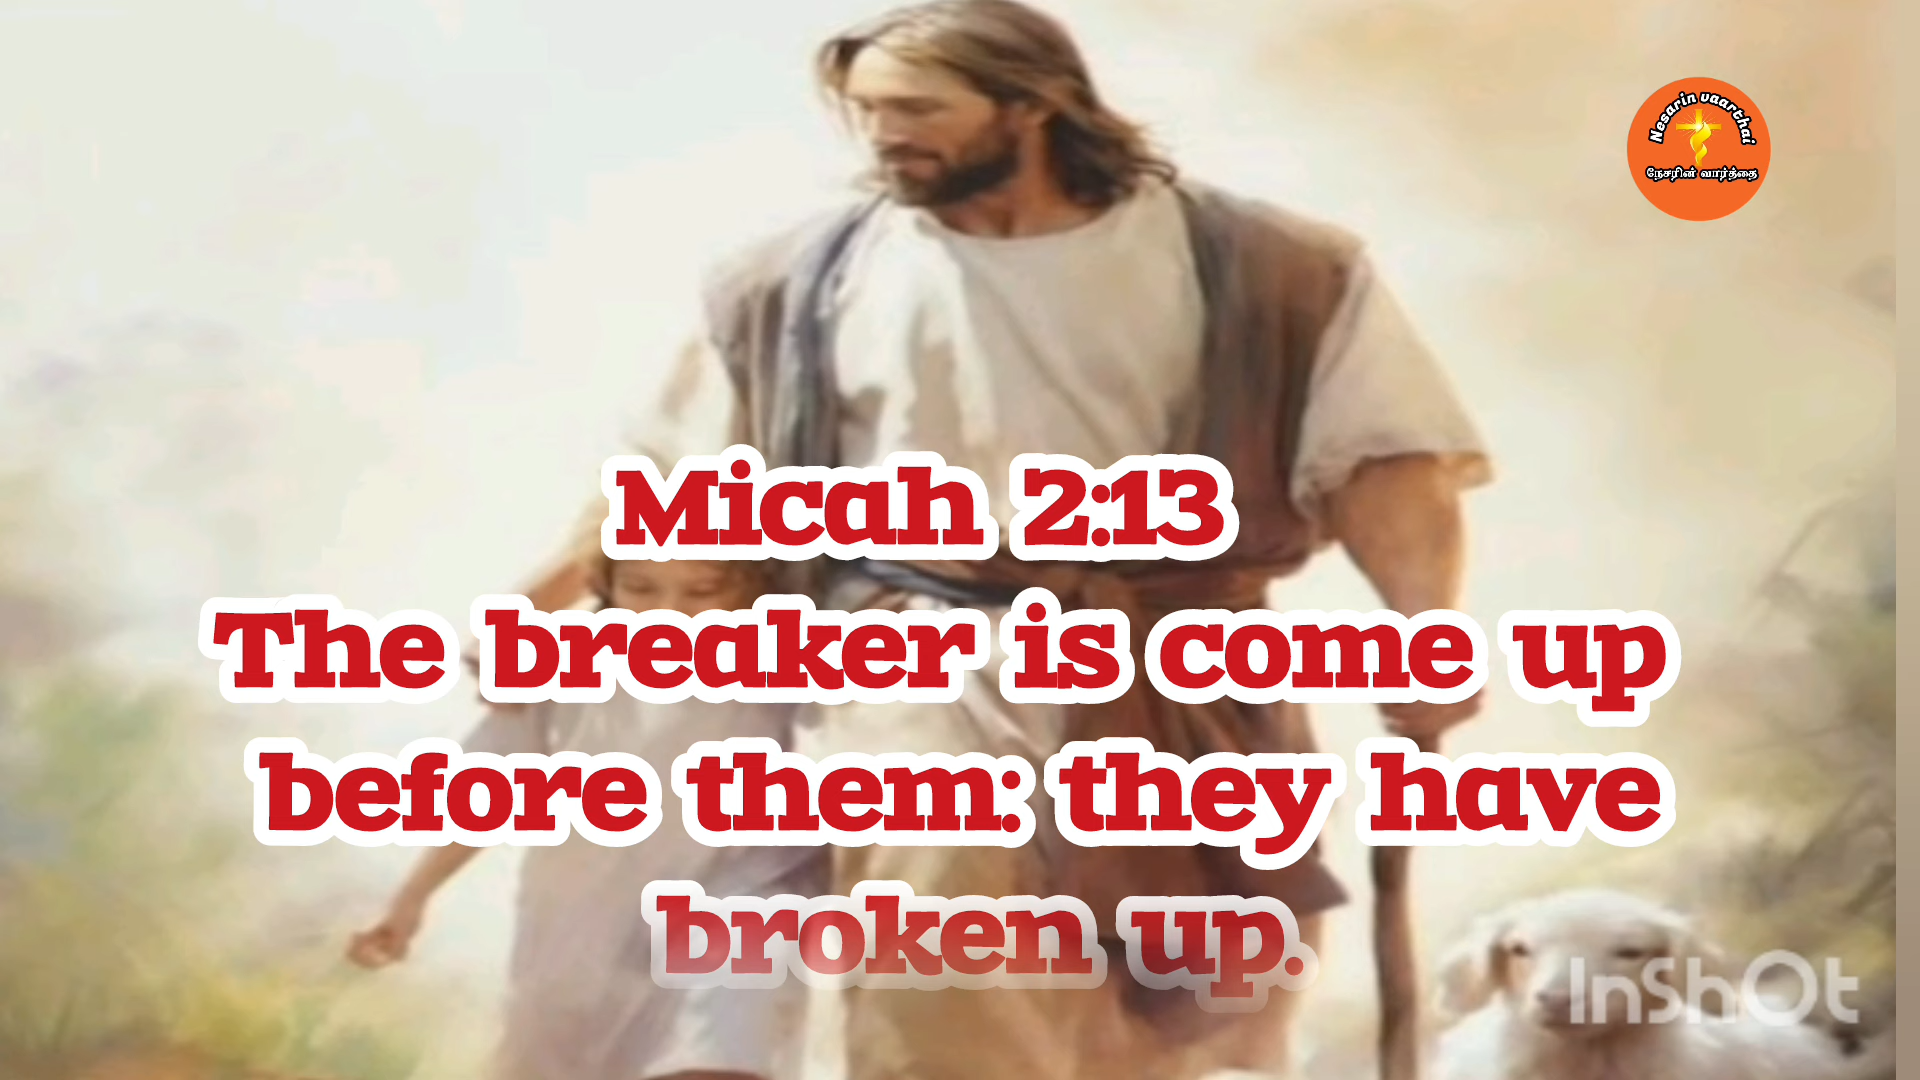 Nesarin vaarthai
நேசரின் வார்த்தை
Micah 2:13
The breaker is come up
before them: they have
broken up.
InShOt